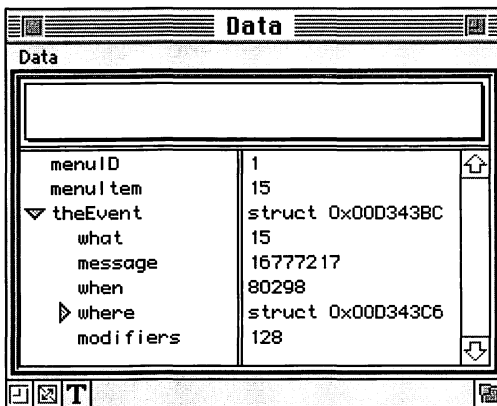 Data
Data
menuID 1
menuItem 15
theEvent struct 0x00D343BC
what 15
message 16777217
when 80298
where struct 0x00D343C6
modifiers 128
T